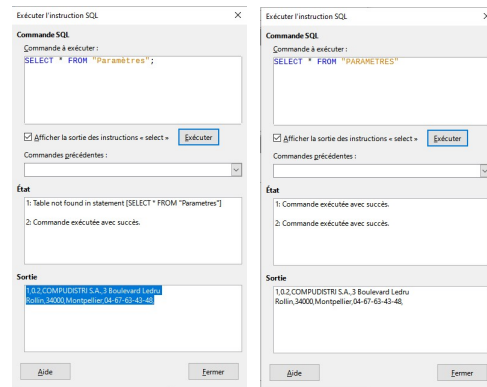 Exécuter l'instruction SQL
Commande SQL
Commande à exécuter :
SELECT * FROM "Paramètres";
Afficher la sortie des instructions « select »
Exécuter
Commandes précédentes :
État
1: Table not found in statement [SELECT * FROM "Parametres"]
2: Commande exécutée avec succès.
Sortie
1,0.2,COMPUDISTRI S.A.,3 Boulevard Ledru
Rollin,34000,Montpellier,04-67-63-43-48,
Aide
Fermer
Exécuter l'instruction SQL
Commande SQL
Commande à exécuter :
SELECT * FROM "PARAMETRES"
Afficher la sortie des instructions « select »
Exécuter
Commandes précédentes :
État
1: Commande exécutée avec succès.
2: Commande exécutée avec succès.
Sortie
1,0.2,COMPUDISTRI S.A.,3 Boulevard Ledru
Rollin,34000,Montpellier,04-67-63-43-48,
Aide
Fermer